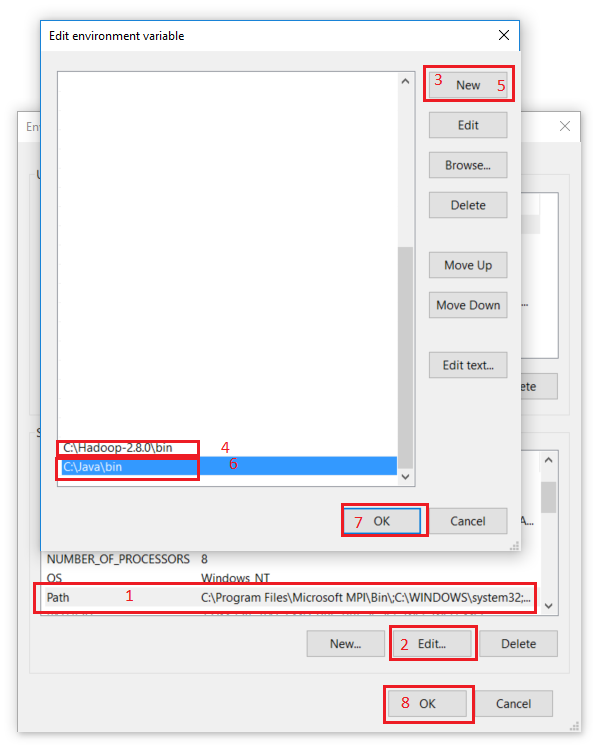 Edit environment variable
3 New 5
Edit
Browse...
Delete
Move Up
Move Down
Edit text...
C:\Hadoop-2.8.0\bin 4
C:\Java\bin 6
7 OK
Cancel
NUMBER_OF_PROCESSORS 8
OS Windows_NT
Path 1 C:\Program Files\Microsoft MPI\Bin\;C:\WINDOWS\system32;...
New...
2 Edit...
Delete
8 OK
Cancel